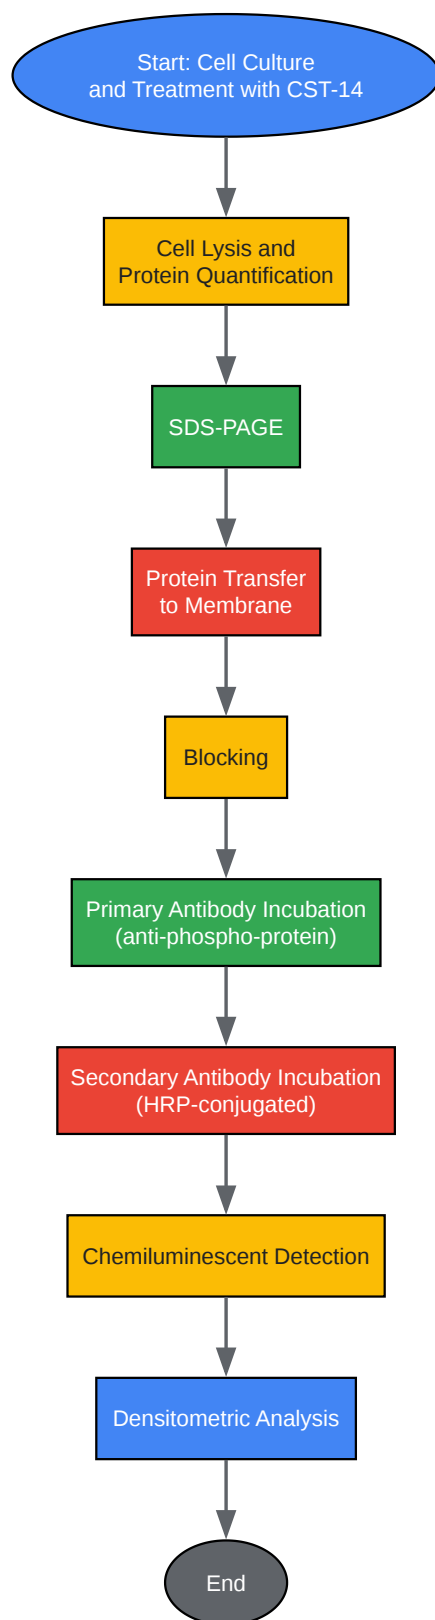 Start: Cell Culture
and Treatment with CST-14
Cell Lysis and
Protein Quantification
SDS-PAGE
Protein Transfer
to Membrane
Blocking
Primary Antibody Incubation
(anti-phospho-protein)
Secondary Antibody Incubation
(HRP-conjugated)
Chemiluminescent Detection
Densitometric Analysis
End